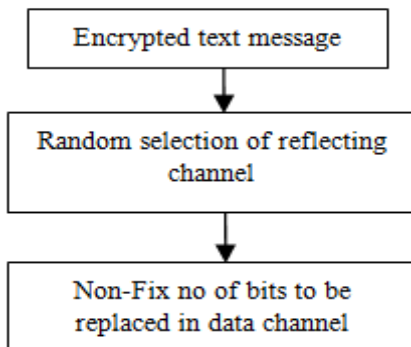 Encrypted text message
Random selection of reflecting
channel
Non-Fix no of bits to be
replaced in data channel